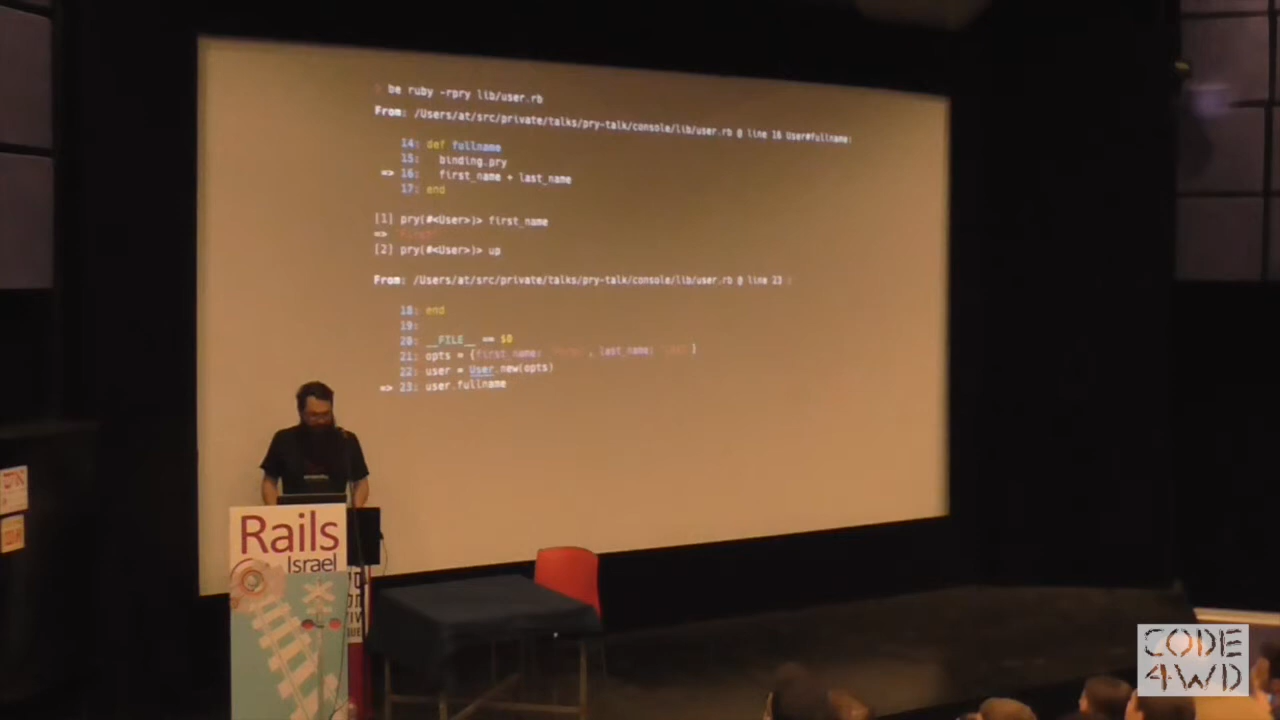 be ruby -rpry lib/user.rb
From: /Users/at/src/private/talks/pry-talk/console/lib/user.rb @ line 16 User#fullname:
14: def fullname
15: binding.pry
=> 16: first_name + last_name
17: end
[1] pry(#<User>)> first_name
=> "First"
[2] pry(#<User>)> up
From: /Users/at/src/private/talks/pry-talk/console/lib/user.rb @ line 23 :
18: end
19:
20: __FILE__ == $0
21: opts = {first_name: , last_name: }
22: user = User.new(opts)
=> 23: user.fullname
Rails
Israel
CODE
4WD